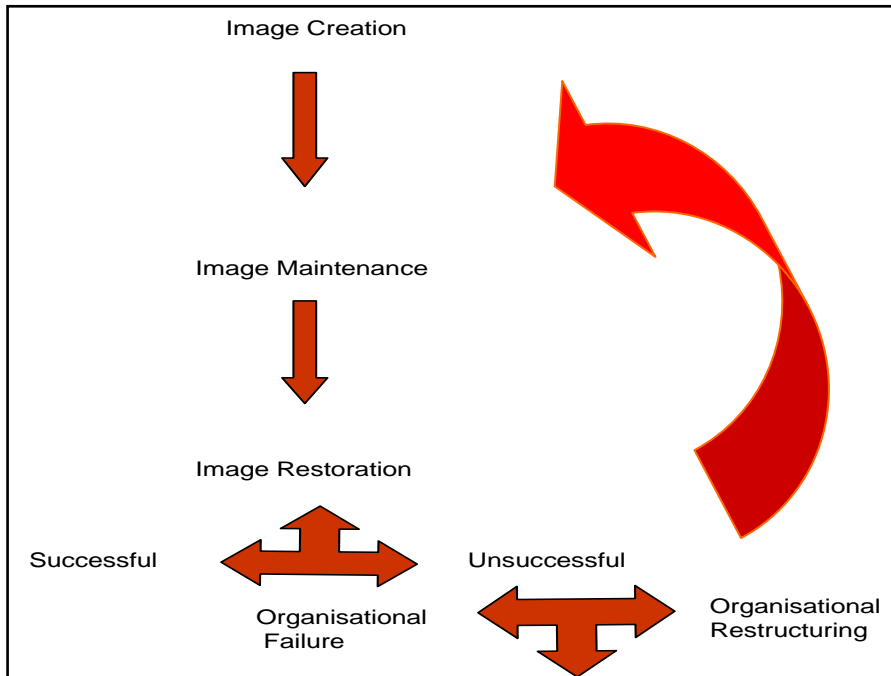 Image Creation
Image Maintenance
Image Restoration
Successful
Unsuccessful
Organisational
Failure
Organisational
Restructuring